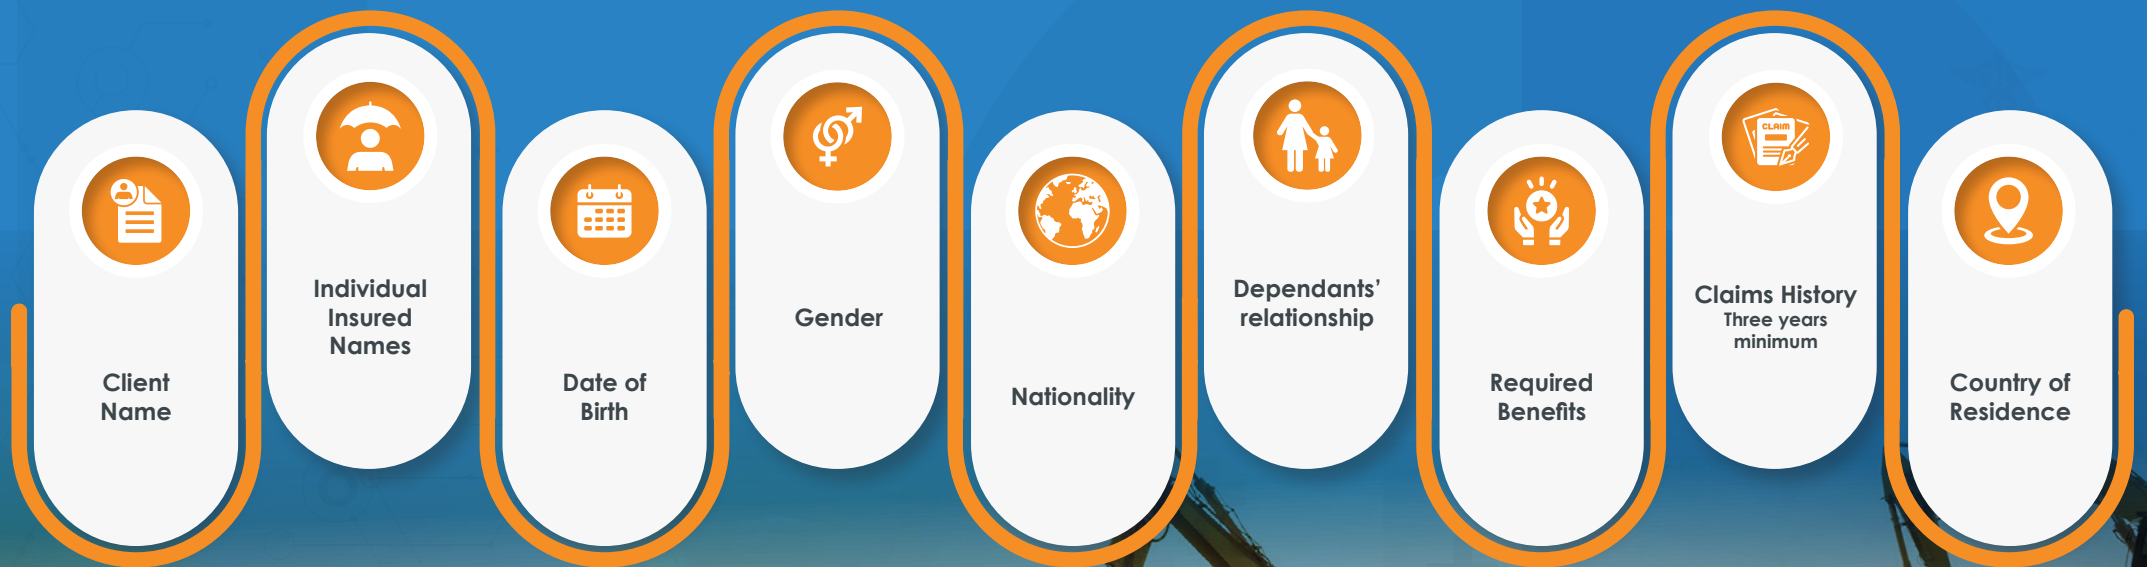 Client
Name
Individual
Insured
Names
Date of
Birth
Gender
Nationality
Dependants’
relationship
Required
Benefits
CLAIM
Claims History
Three years
minimum
Country of
Residence